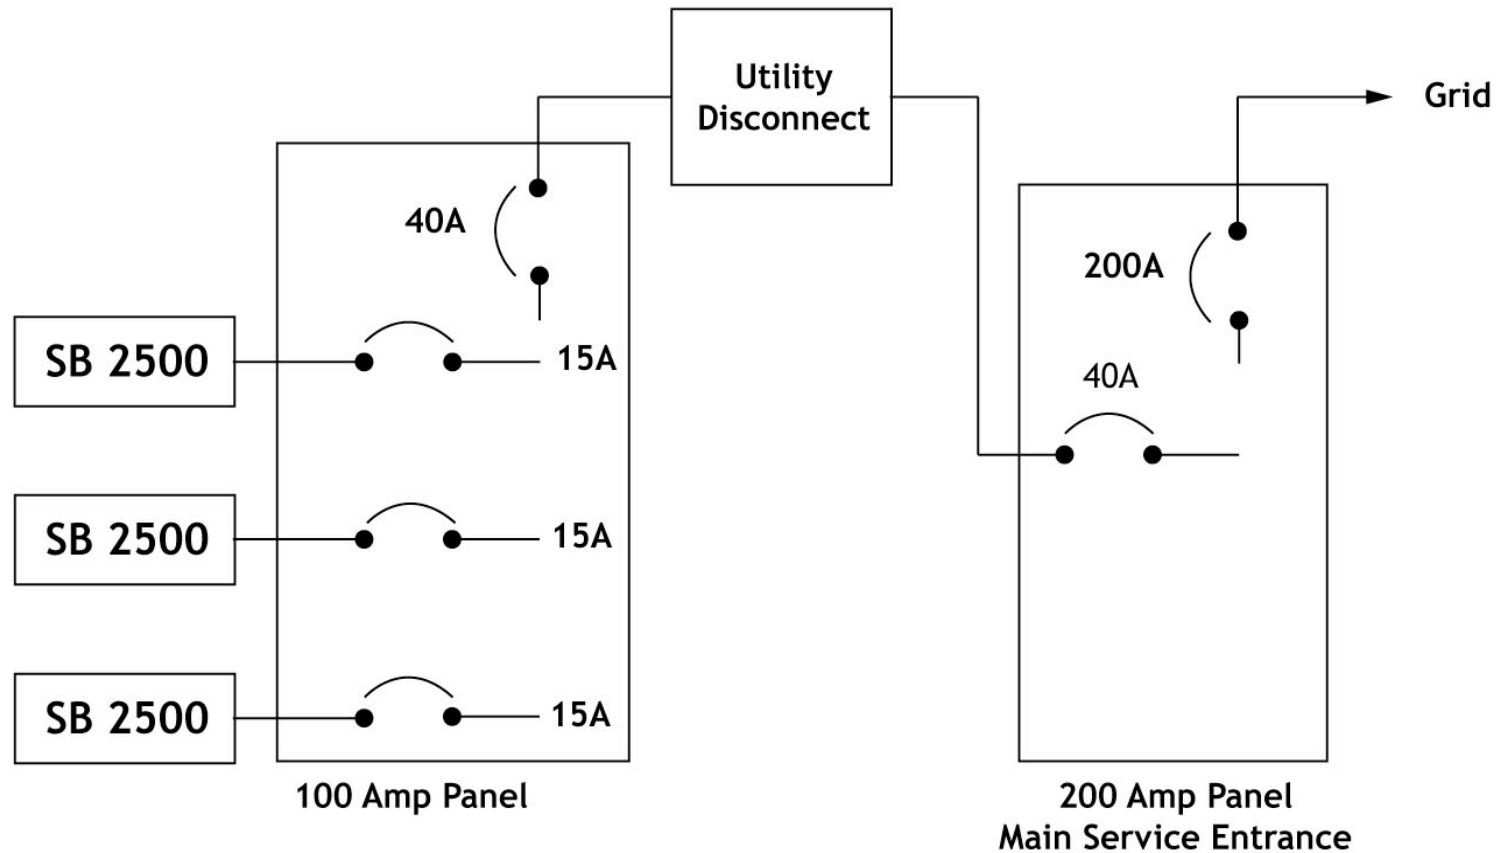 Utility
Disconnect
Grid
40A
200A
SB 2500
15A
40A
SB 2500
15A
SB 2500
15A
100 Amp Panel
200 Amp Panel
Main Service Entrance